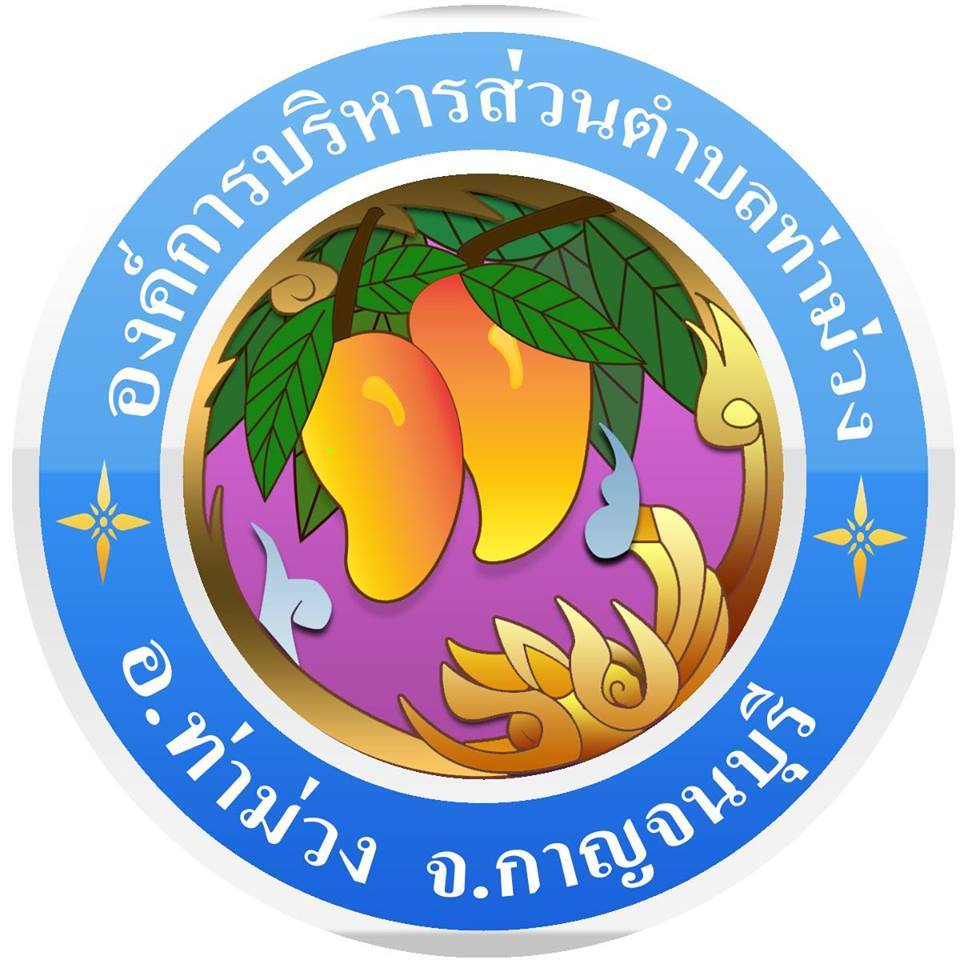 องค์การบริหารส่วนตำบลท่าม่วง
อ.ท่าม่วง จ.กาญจนบุรี